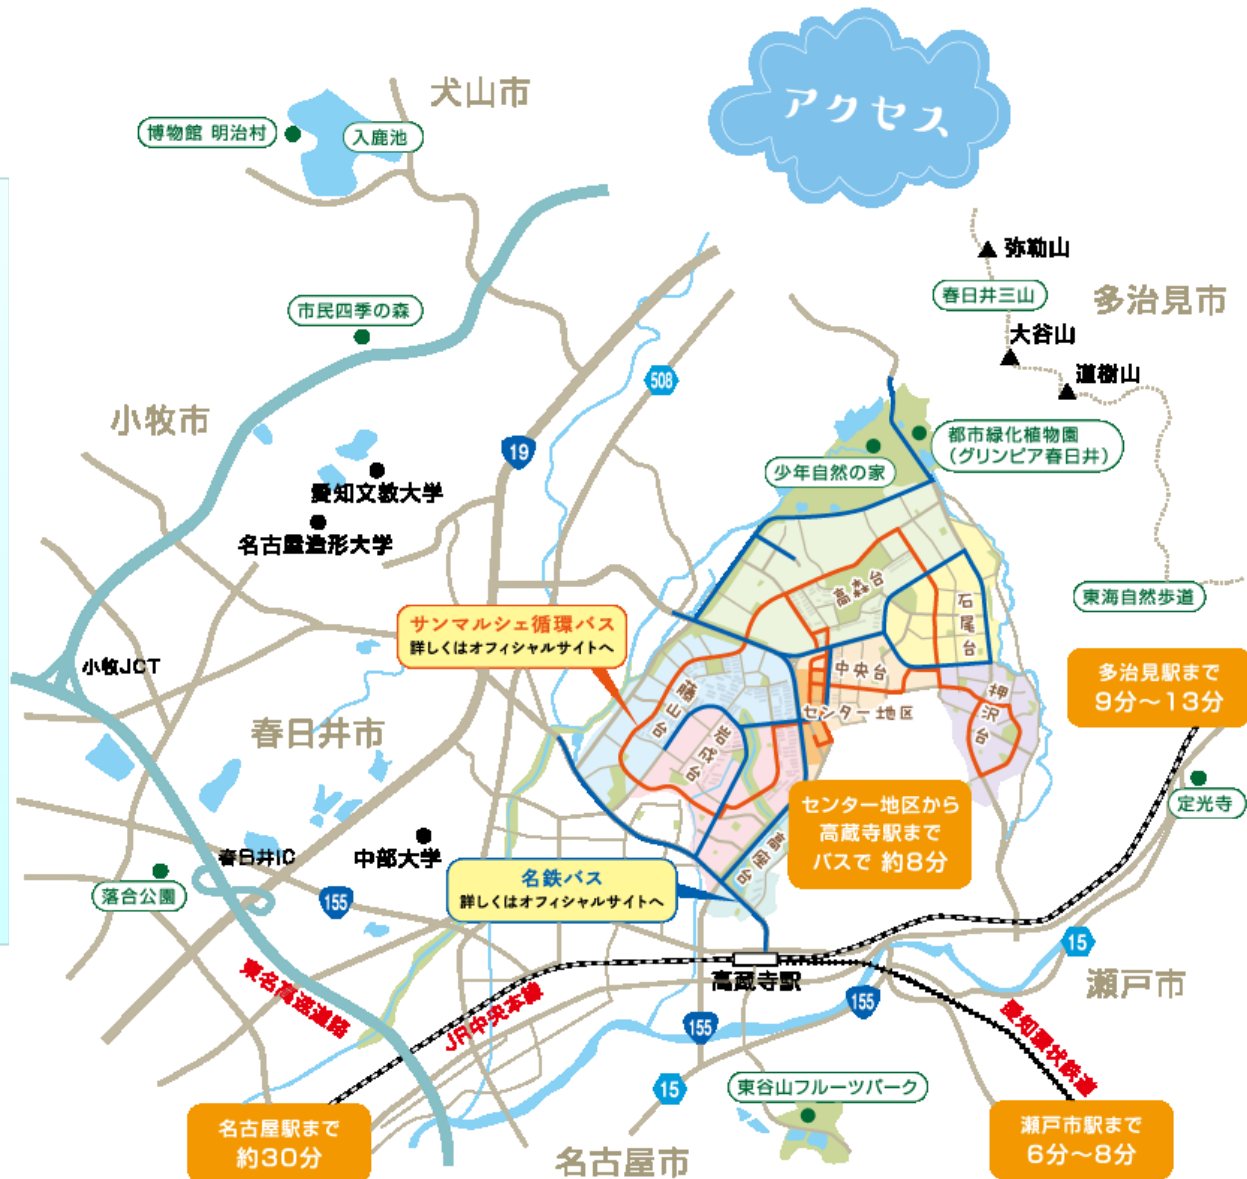 アクセス
犬山市
博物館 明治村
入鹿池
弥勒山
春日井三山
多治見市
市民四季の森
大谷山
道樹山
508
小牧市
19
都市緑化植物園
(グリンピア春日井)
少年自然の家
愛知文教大学
名古屋造形大学
高森台
石尾台
東海自然歩道
サンマルシェ循環バス
詳しくはオフィシャルサイトへ
小牧JCT
中央台
藤山台
押沢台
多治見駅まで
9分～13分
センター地区
春日井市
岩成台
定光寺
センター地区から
高蔵寺駅まで
バスで 約8分
高座台
中部大学
春日井IC
名鉄バス
詳しくはオフィシャルサイトへ
落合公園
155
15
東名高速道路
高蔵寺駅
瀬戸市
JR中央本線
155
155
愛知環状鉄道
15
東谷山フルーツパーク
名古屋駅まで
約30分
瀬戸市駅まで
6分～8分
名古屋市